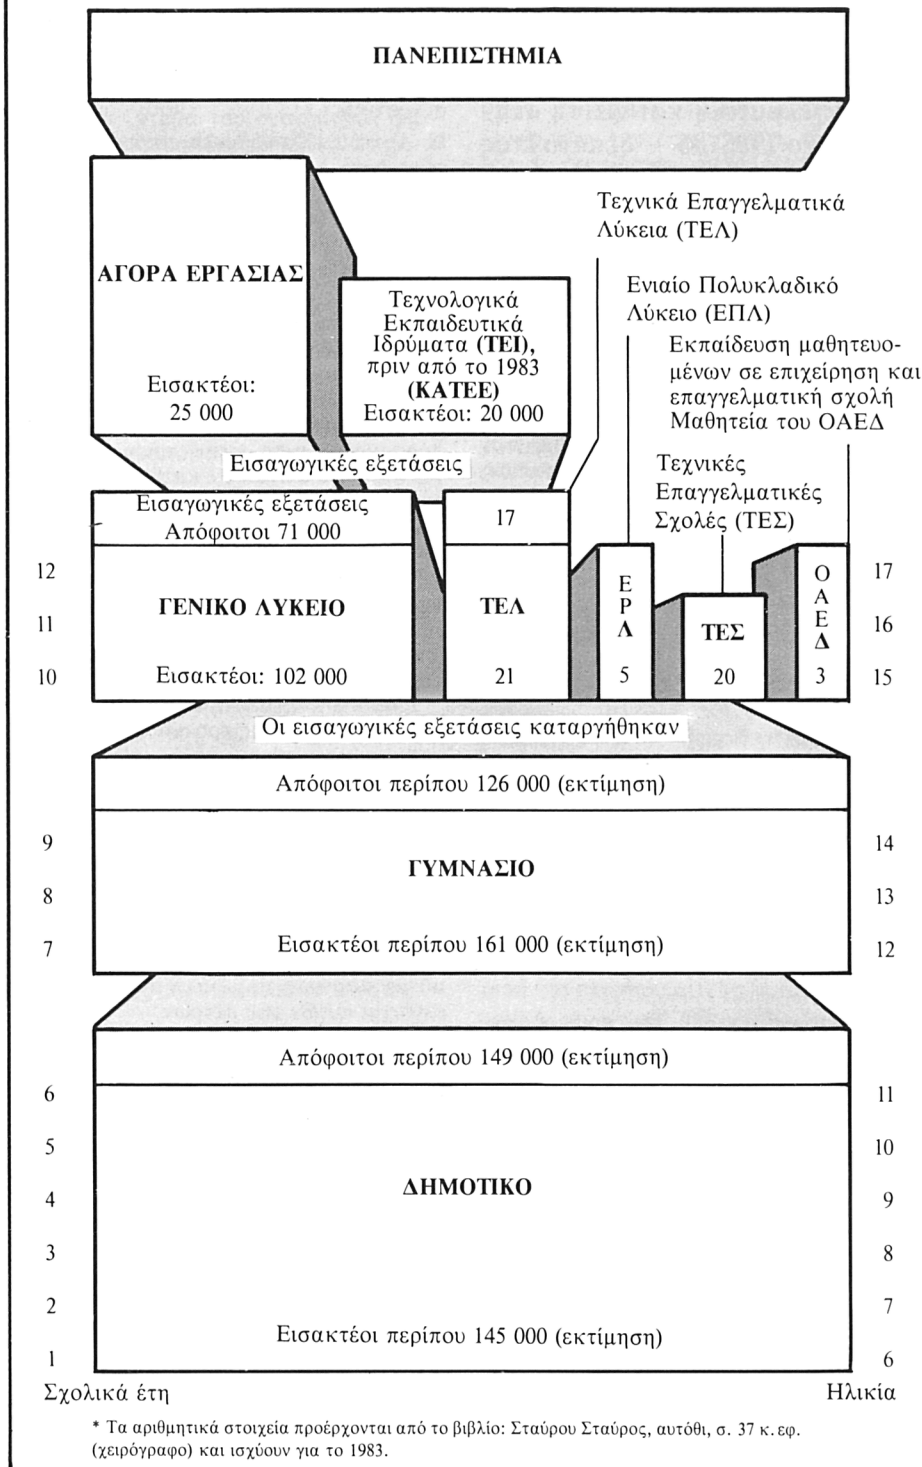 ΠΑΝΕΠΙΣΤΗΜΙΑ
ΑΓΟΡΑ ΕΡΓΑΣΙΑΣ
Εισακτέοι:
25 000
Τεχνολογικά
Εκπαιδευτικά
Ιδρύματα (ΤΕΙ),
πριν από το 1983
(ΚΑΤΕΕ)
Εισακτέοι: 20 000
Τεχνικά Επαγγελματικά
Λύκεια (ΤΕΛ)
Ενιαίο Πολυκλαδικό
Λύκειο (ΕΠΛ)
Εκπαίδευση μαθητευο-
μένων σε επιχείρηση και
επαγγελματική σχολή
Μαθητεία του ΟΑΕΔ
Τεχνικές
Επαγγελματικές
Σχολές (ΤΕΣ)
Εισαγωγικές εξετάσεις
Εισαγωγικές εξετάσεις
Απόφοιτοι 71 000
17
12
11
10
ΓΕΝΙΚΟ ΛΥΚΕΙΟ
Εισακτέοι: 102 000
ΤΕΛ
21
Ε
Ρ
Λ
5
ΤΕΣ
20
Ο
Α
Ε
Δ
3
17
16
15
Οι εισαγωγικές εξετάσεις καταργήθηκαν
Απόφοιτοι περίπου 126 000 (εκτίμηση)
9
8
7
ΓΥΜΝΑΣΙΟ
Εισακτέοι περίπου 161 000 (εκτίμηση)
14
13
12
Απόφοιτοι περίπου 149 000 (εκτίμηση)
6
5
4
3
2
1
ΔΗΜΟΤΙΚΟ
Εισακτέοι περίπου 145 000 (εκτίμηση)
11
10
9
8
7
6
Σχολικά έτη
Ηλικία
* Τα αριθμητικά στοιχεία προέρχονται από το βιβλίο: Σταύρου Σταύρος, αυτόθι, σ. 37 κ.εφ.
(χειρόγραφο) και ισχύουν για το 1983.